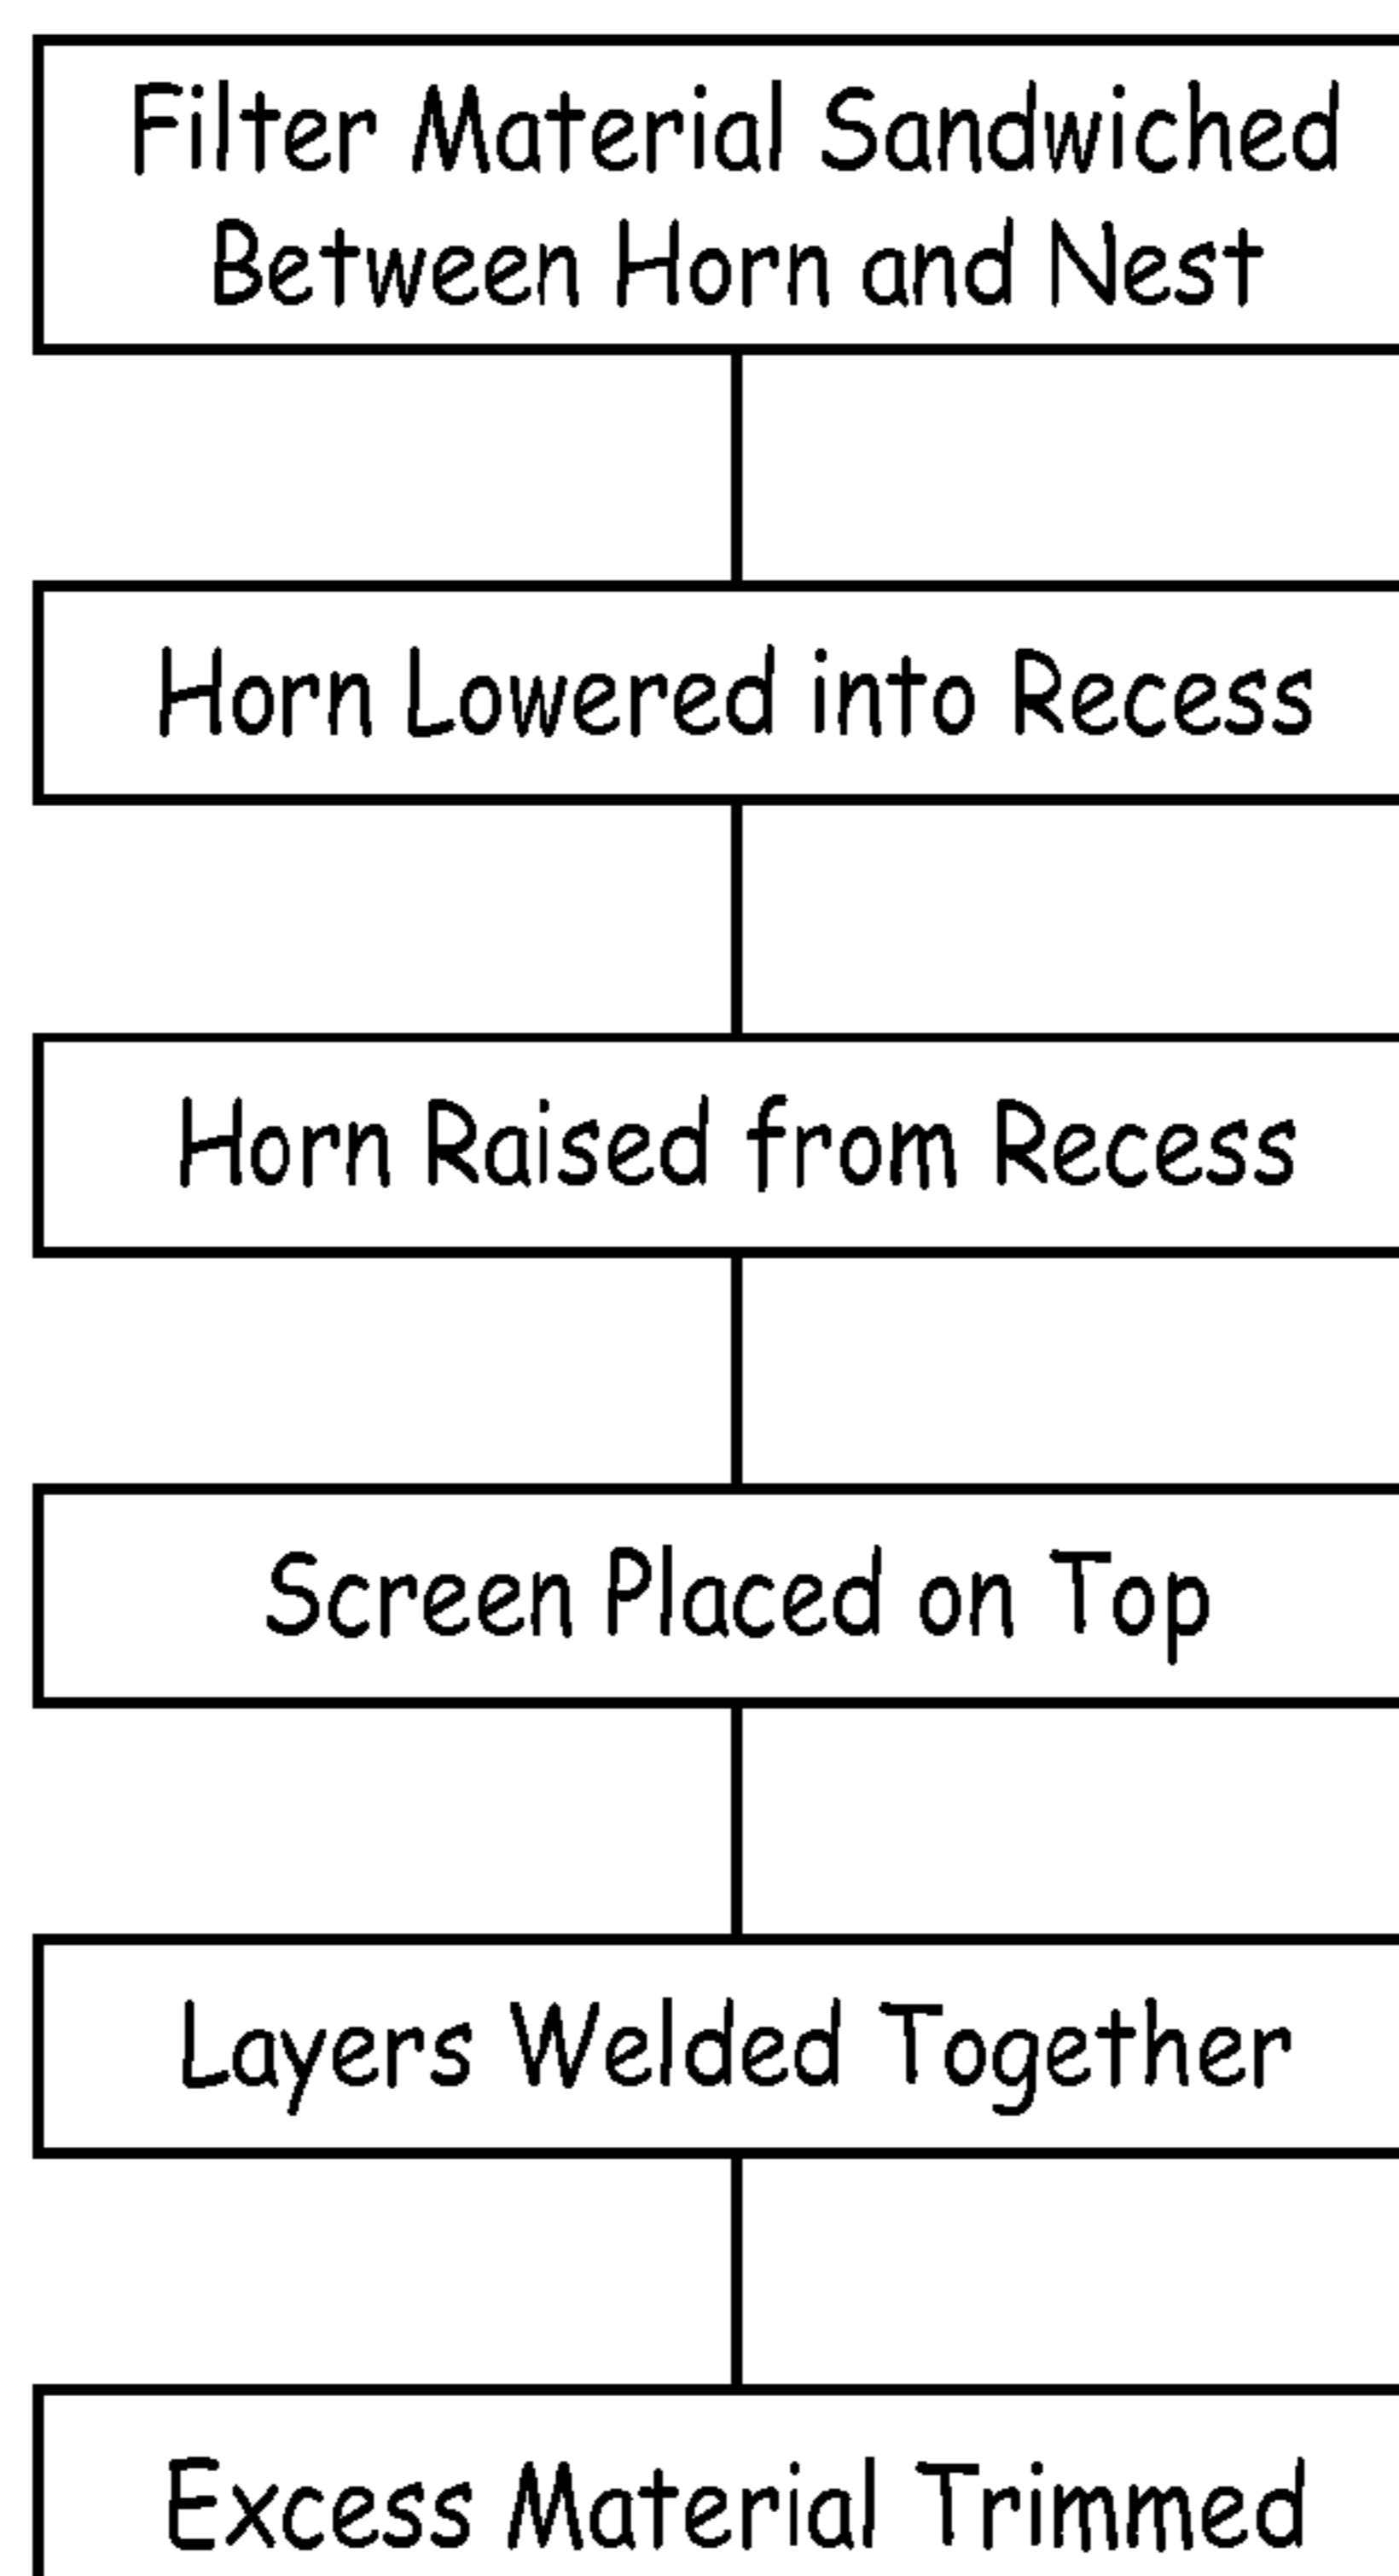 Filter Material Sandwiched
Between Horn and Nest
Horn Lowered into Recess
Horn Raised from Recess
Screen Placed on Top
Layers Welded Together
Excess Material Trimmed